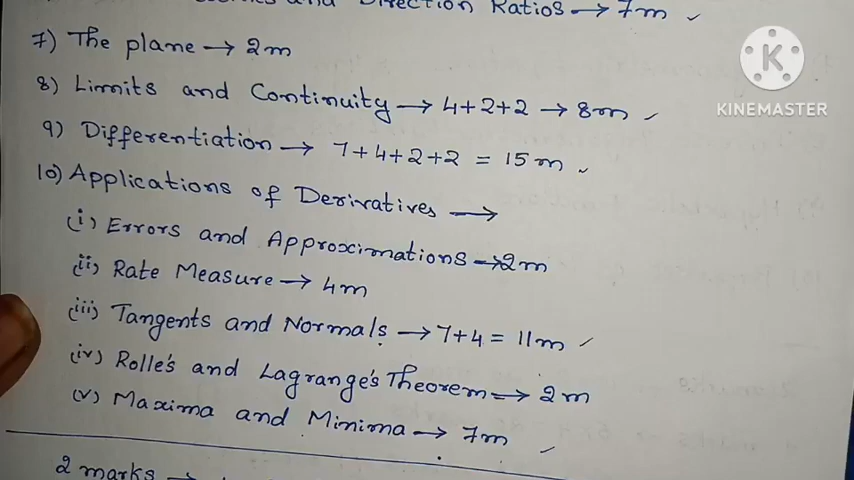 Direction Ratios → 7m ✓
7) The plane → 2m
8) Limits and Continuity → 4+2+2 → 8m ✓
9) Differentiation → 7+4+2+2 = 15m ✓
10) Applications of Derivatives →
(i) Errors and Approximations → 2m
(ii) Rate Measure → 4m
(iii) Tangents and Normals → 7+4 = 11m ✓
(iv) Rolle's and Lagrange's Theorem → 2m
(v) Maxima and Minima → 7m ✓
2 marks →
K
KINEMASTER